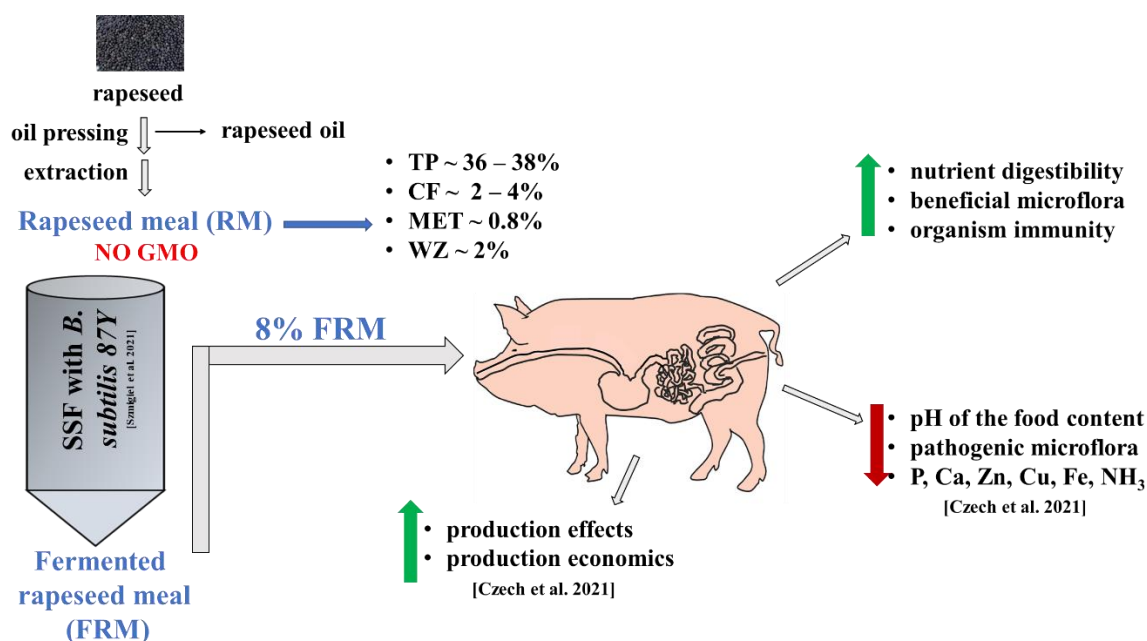 rapeseed
oil pressing
rapeseed oil
extraction
Rapeseed meal (RM)
NO GMO
• TP ~ 36 – 38%
• CF ~ 2 – 4%
• MET ~ 0.8%
• WZ ~ 2%
SSF with B.
subtilis 87Y
[Szmigiel et al. 2021]
Fermented
rapeseed meal
(FRM)
8% FRM
• nutrient digestibility
• beneficial microflora
• organism immunity
• pH of the food content
• pathogenic microflora
• P, Ca, Zn, Cu, Fe, NH₃
[Czech et al. 2021]
• production effects
• production economics
[Czech et al. 2021]